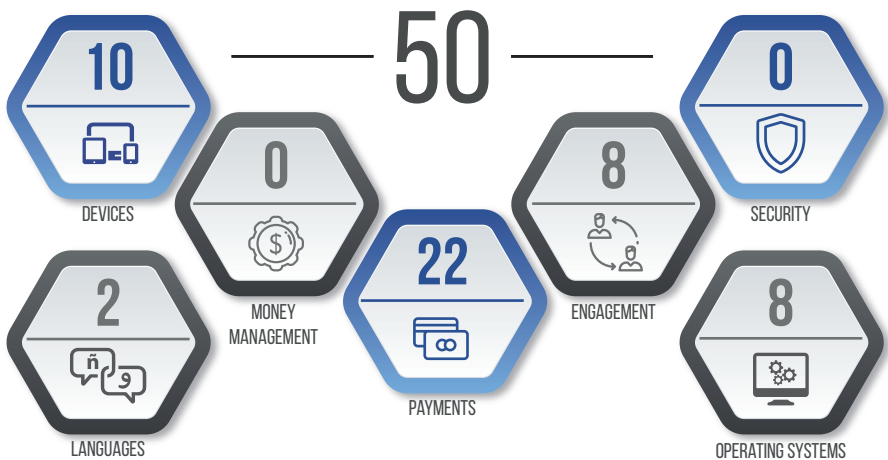 50
10
DEVICES
0
MONEY
MANAGEMENT
22
PAYMENTS
8
ENGAGEMENT
0
SECURITY
2
ñ
و
LANGUAGES
8
OPERATING SYSTEMS
$